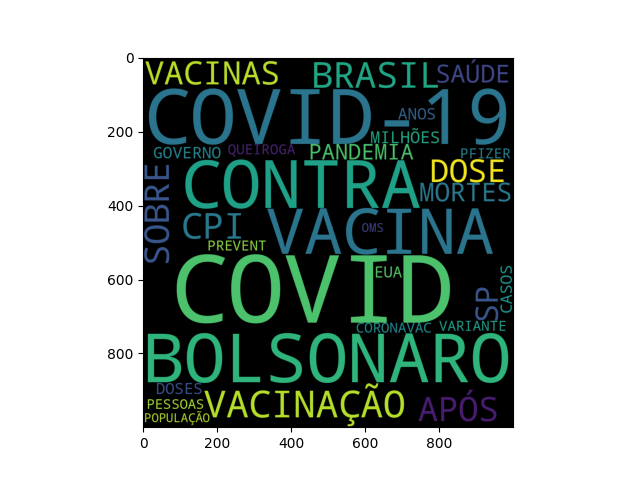 VACINAS BRASIL SAÚDE
COVID-19
ANOS
MILHÕES
GOVERNO QUEIROGA PANDEMIA PFIZER
CONTRA DOSE
MORTES
SOBRE CPI VACINA
OMS
PREVENT
COVID
EUA
CASOS
SP
CORONAVAC VARIANTE
BOLSONARO
DOSES
PESSOAS VACINAÇÃO APÓS
POPULAÇÃO
0
200
400
600
800
0 200 400 600 800